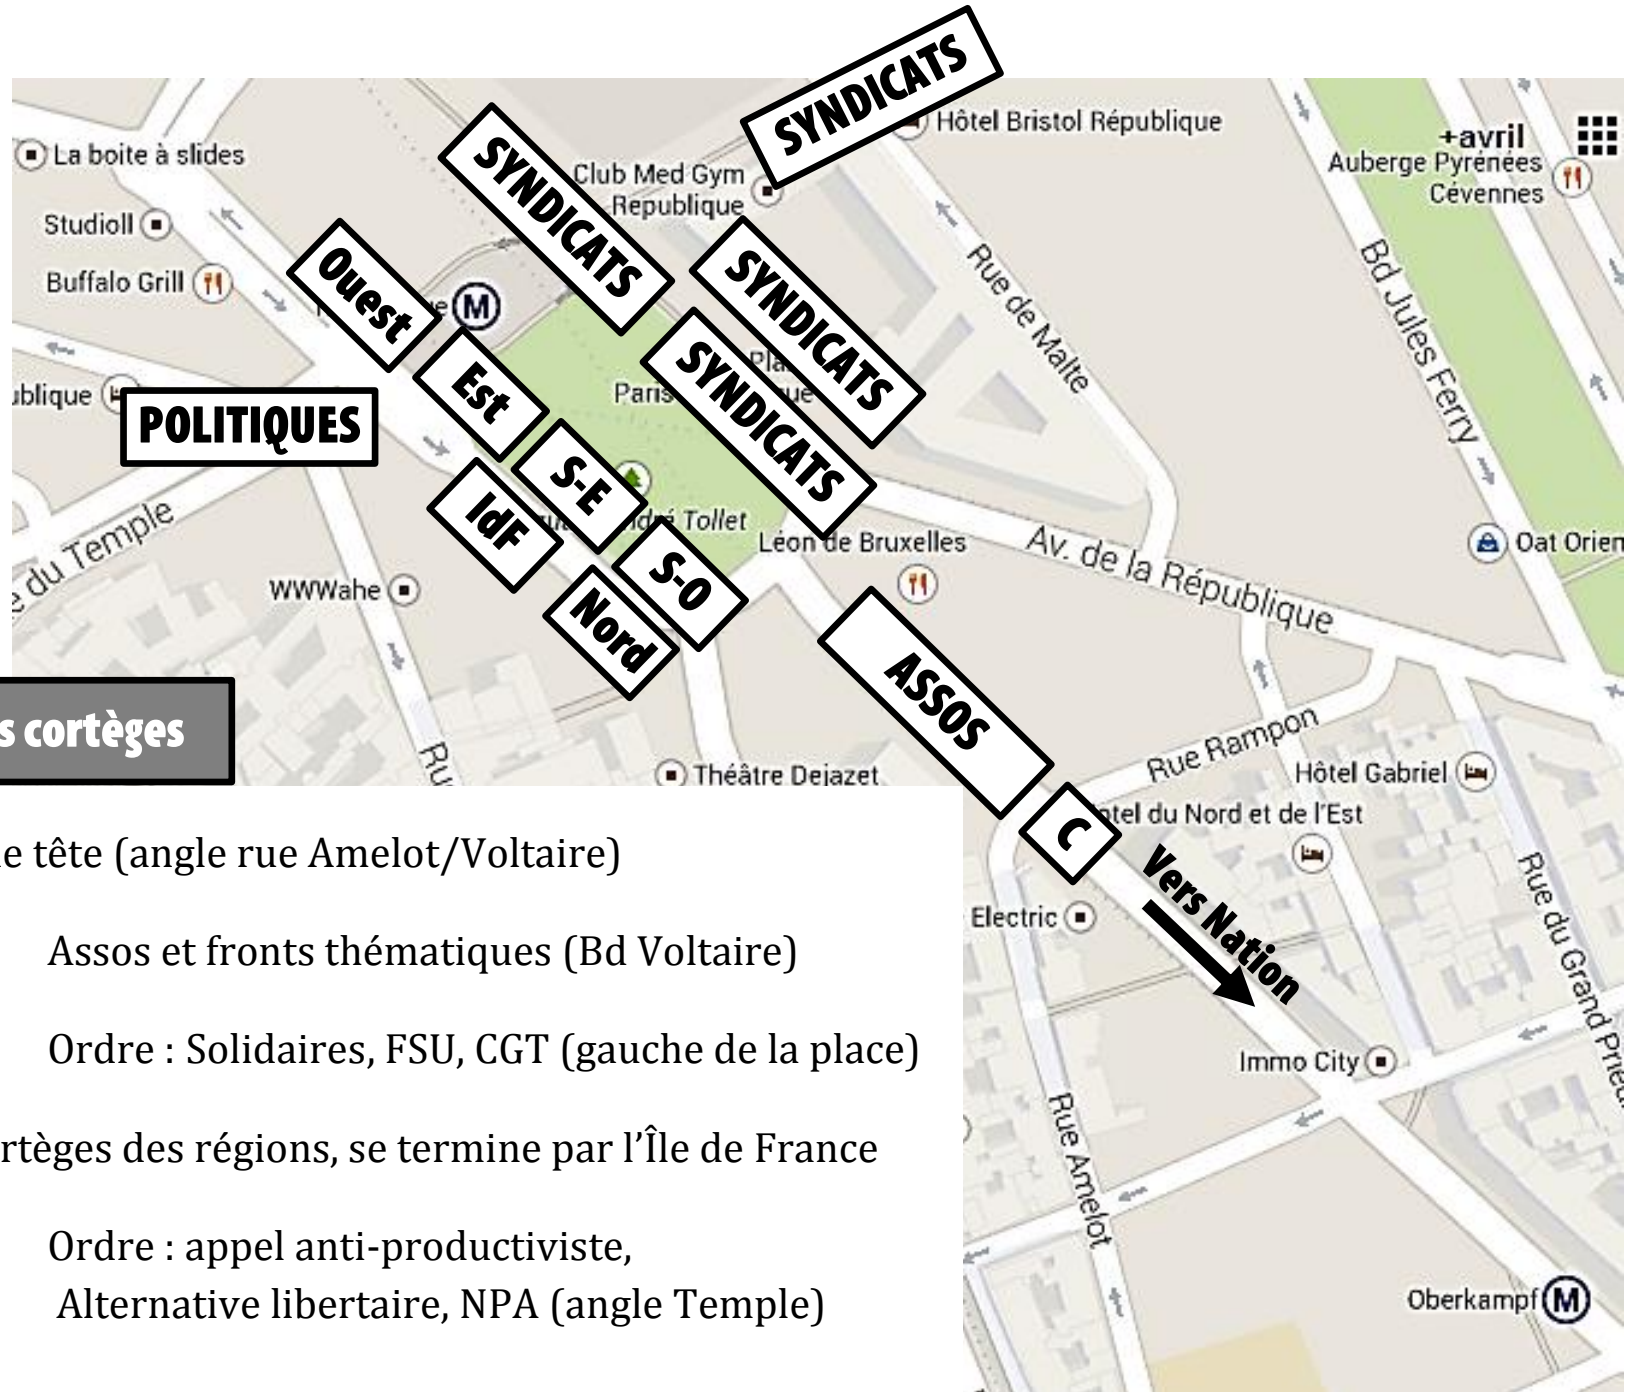 SYNDICATS
Hôtel Bristol République
+avril
Auberge Pyrénées
Cévennes
La boite à slides
SYNDICATS
Club Med Gym
Republique
Studioll
Buffalo Grill
Ouest
M
SYNDICATS
Rue de Malte
Bd Jules Ferry
Est
SYNDICATS
Paris
POLITIQUES
S-E
IdF
Tollet
S-O
Nord
Léon de Bruxelles
Av. de la République
Oat Orien
du Temple
WWWahe
ASSOS
s cortèges
Théâtre Dejazet
Rue Rampon
Hôtel Gabriel
C
otel du Nord et de l'Est
Vers Nation
Electric
Rue du Grand Prieu
Immo City
Rue Amelot
Oberkampf M
e tête (angle rue Amelot/Voltaire)
Assos et fronts thématiques (Bd Voltaire)
Ordre : Solidaires, FSU, CGT (gauche de la place)
rtèges des régions, se termine par l'Île de France
Ordre : appel anti-productiviste,
Alternative libertaire, NPA (angle Temple)